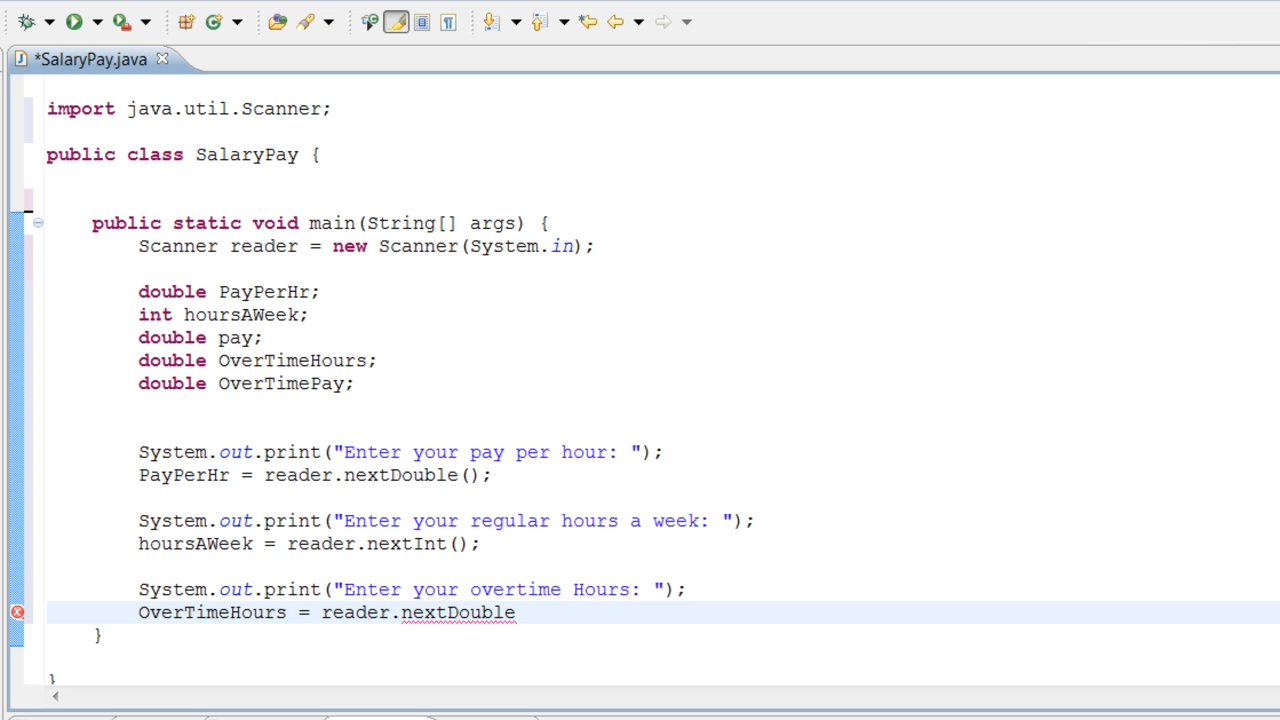 *SalaryPay.java
import java.util.Scanner;
public class SalaryPay {
public static void main(String[] args) {
Scanner reader = new Scanner(System.in);
double PayPerHr;
int hoursAWeek;
double pay;
double OverTimeHours;
double OverTimePay;
System.out.print("Enter your pay per hour: ");
PayPerHr = reader.nextDouble();
System.out.print("Enter your regular hours a week: ");
hoursAWeek = reader.nextInt();
System.out.print("Enter your overtime Hours: ");
OverTimeHours = reader.nextDouble
}
}